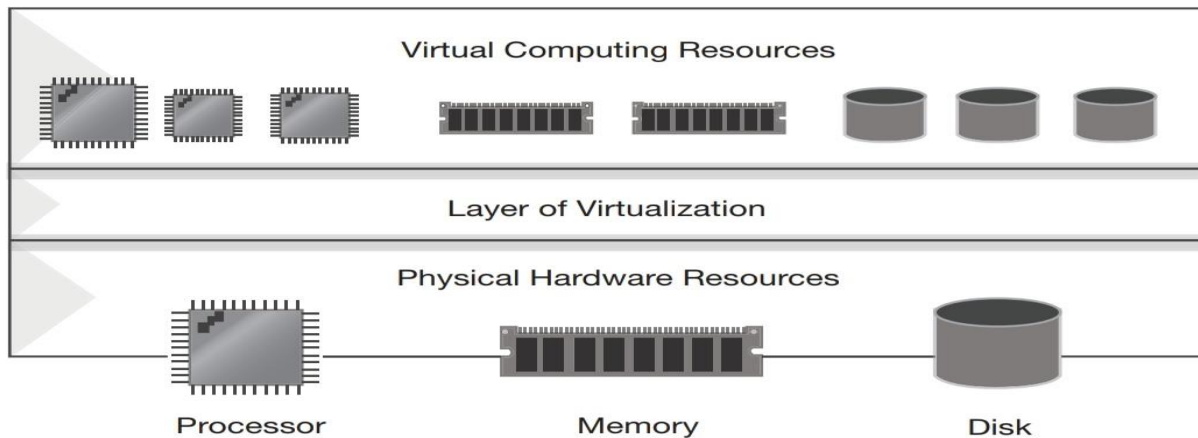 Virtual Computing Resources
Layer of Virtualization
Physical Hardware Resources
Processor
Memory
Disk